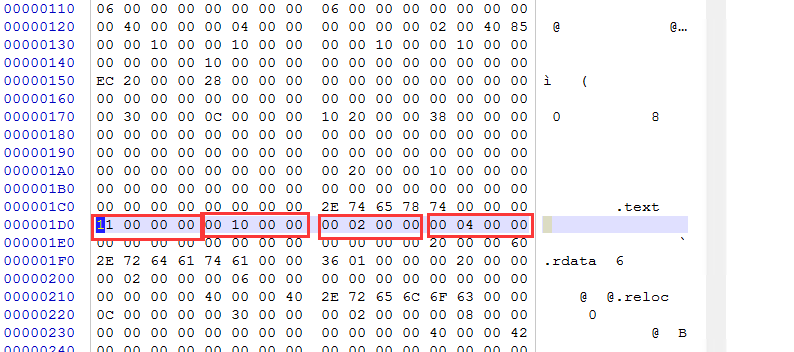 00000110 06 00 00 00 00 00 00 00 06 00 00 00 00 00 00 00
00000120 00 40 00 00 00 04 00 00 00 00 00 00 02 00 40 85 @ @…
00000130 00 00 10 00 00 10 00 00 00 00 10 00 00 10 00 00
00000140 00 00 00 00 10 00 00 00 00 00 00 00 00 00 00 00
00000150 EC 20 00 00 28 00 00 00 00 00 00 00 00 00 00 00 ì (
00000160 00 00 00 00 00 00 00 00 00 00 00 00 00 00 00 00
00000170 00 30 00 00 0C 00 00 00 10 20 00 00 38 00 00 00 0 8
00000180 00 00 00 00 00 00 00 00 00 00 00 00 00 00 00 00
00000190 00 00 00 00 00 00 00 00 00 00 00 00 00 00 00 00
000001A0 00 00 00 00 00 00 00 00 00 20 00 00 10 00 00 00
000001B0 00 00 00 00 00 00 00 00 00 00 00 00 00 00 00 00
000001C0 00 00 00 00 00 00 00 00 2E 74 65 78 74 00 00 00 .text
000001D0 11 00 00 00 00 10 00 00 00 02 00 00 00 04 00 00
000001E0 00 00 00 00 00 00 00 00 00 00 00 00 20 00 00 60 `
000001F0 2E 72 64 61 74 61 00 00 36 01 00 00 00 20 00 00 .rdata 6
00000200 00 02 00 00 00 06 00 00 00 00 00 00 00 00 00 00
00000210 00 00 00 00 40 00 00 40 2E 72 65 6C 6F 63 00 00 @ @.reloc
00000220 0C 00 00 00 00 30 00 00 00 02 00 00 00 08 00 00 0
00000230 00 00 00 00 00 00 00 00 00 00 00 00 40 00 00 42 @ B
00000240 00 00 00 00 00 00 00 00 00 00 00 00 00 00 00 00